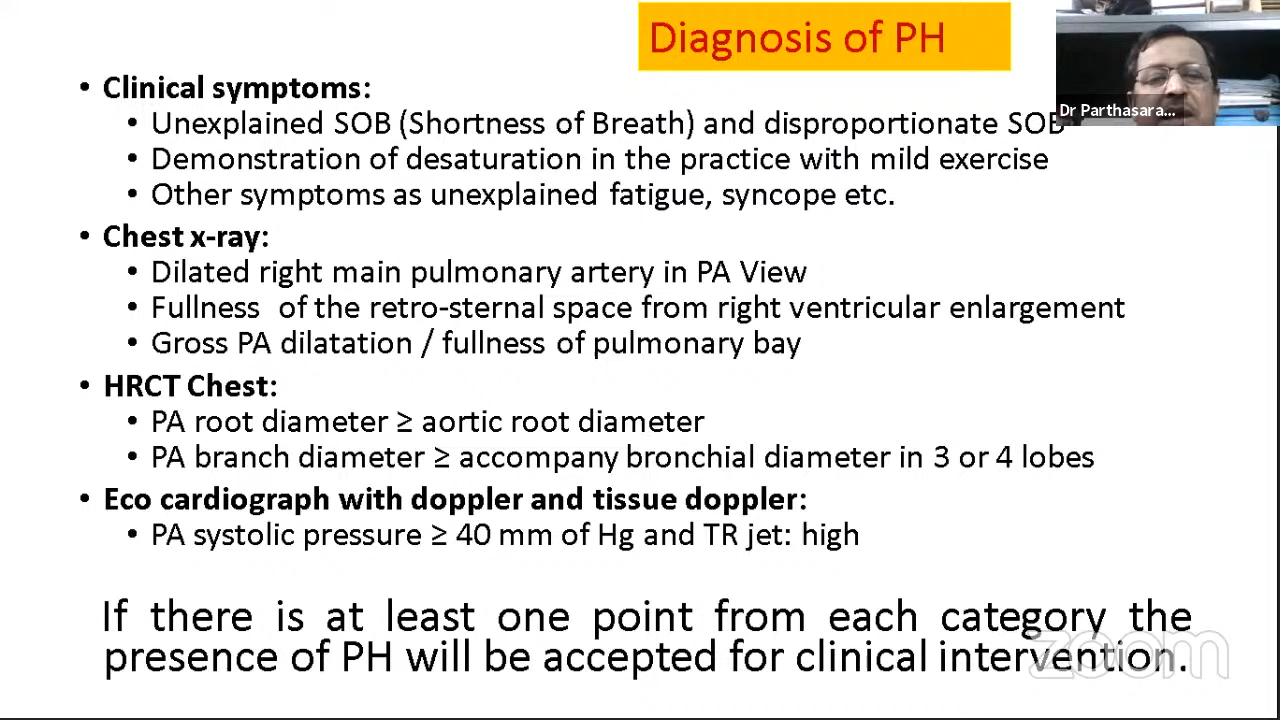 Diagnosis of PH
Dr Parthasara...
• Clinical symptoms:
• Unexplained SOB (Shortness of Breath) and disproportionate SOB
• Demonstration of desaturation in the practice with mild exercise
• Other symptoms as unexplained fatigue, syncope etc.
• Chest x-ray:
• Dilated right main pulmonary artery in PA View
• Fullness of the retro-sternal space from right ventricular enlargement
• Gross PA dilatation / fullness of pulmonary bay
• HRCT Chest:
• PA root diameter ≥ aortic root diameter
• PA branch diameter ≥ accompany bronchial diameter in 3 or 4 lobes
• Eco cardiograph with doppler and tissue doppler:
• PA systolic pressure ≥ 40 mm of Hg and TR jet: high
If there is at least one point from each category the
presence of PH will be accepted for clinical intervention.
zoom